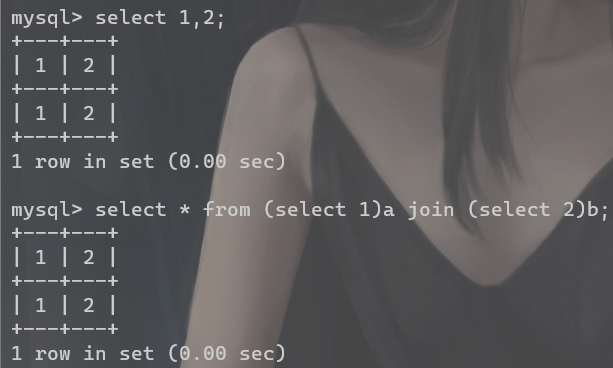 mysql> select 1,2;
+---+---+
| 1 | 2 |
+---+---+
| 1 | 2 |
+---+---+
1 row in set (0.00 sec)
mysql> select * from (select 1)a join (select 2)b;
+---+---+
| 1 | 2 |
+---+---+
| 1 | 2 |
+---+---+
1 row in set (0.00 sec)